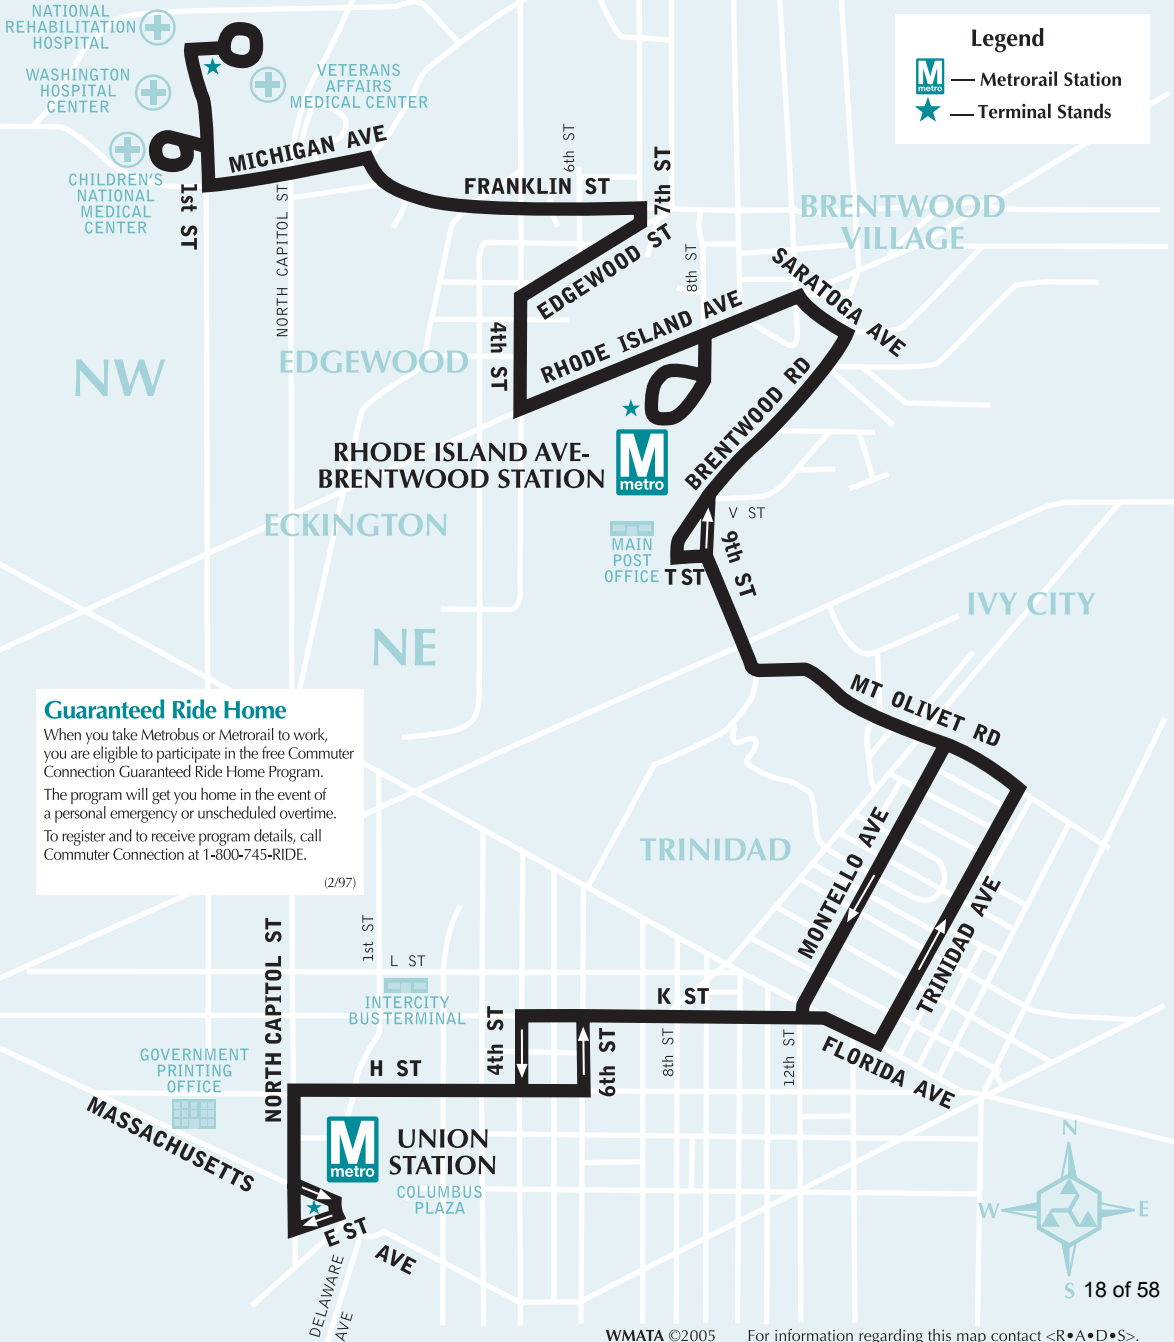 NATIONAL
REHABILITATION
HOSPITAL
WASHINGTON
HOSPITAL
CENTER
VETERANS
AFFAIRS
MEDICAL CENTER
CHILDREN'S
NATIONAL
MEDICAL
CENTER
Legend
M
metro
— Metrorail Station
— Terminal Stands
MICHIGAN AVE
1st ST
NORTH CAPITOL ST
FRANKLIN ST
6th ST
7th ST
EDGEWOOD ST
8th ST
BRENTWOOD
VILLAGE
SARATOGA AVE
RHODE ISLAND AVE
4th ST
NW
EDGEWOOD
BRENTWOOD RD
RHODE ISLAND AVE-
BRENTWOOD STATION
M
metro
ECKINGTON
MAIN
POST
OFFICE
T ST
V ST
9th ST
IVY CITY
NE
MT OLIVET RD
Guaranteed Ride Home
When you take Metrobus or Metrorail to work,
you are eligible to participate in the free Commuter
Connection Guaranteed Ride Home Program.
The program will get you home in the event of
a personal emergency or unscheduled overtime.
To register and to receive program details, call
Commuter Connection at 1-800-745-RIDE.
(2/97)
TRINIDAD
MONTELLO AVE
TRINIDAD AVE
NORTH CAPITOL ST
1st ST
L ST
INTERCITY
BUS TERMINAL
4th ST
K ST
6th ST
8th ST
12th ST
FLORIDA AVE
H ST
GOVERNMENT
PRINTING
OFFICE
MASSACHUSETTS
AVE
M
metro
UNION
STATION
COLUMBUS
PLAZA
E ST
DELAWARE
AVE
N
W
E
S
18 of 58
WMATA ©2005
For information regarding this map contact <R•A•D•S>.